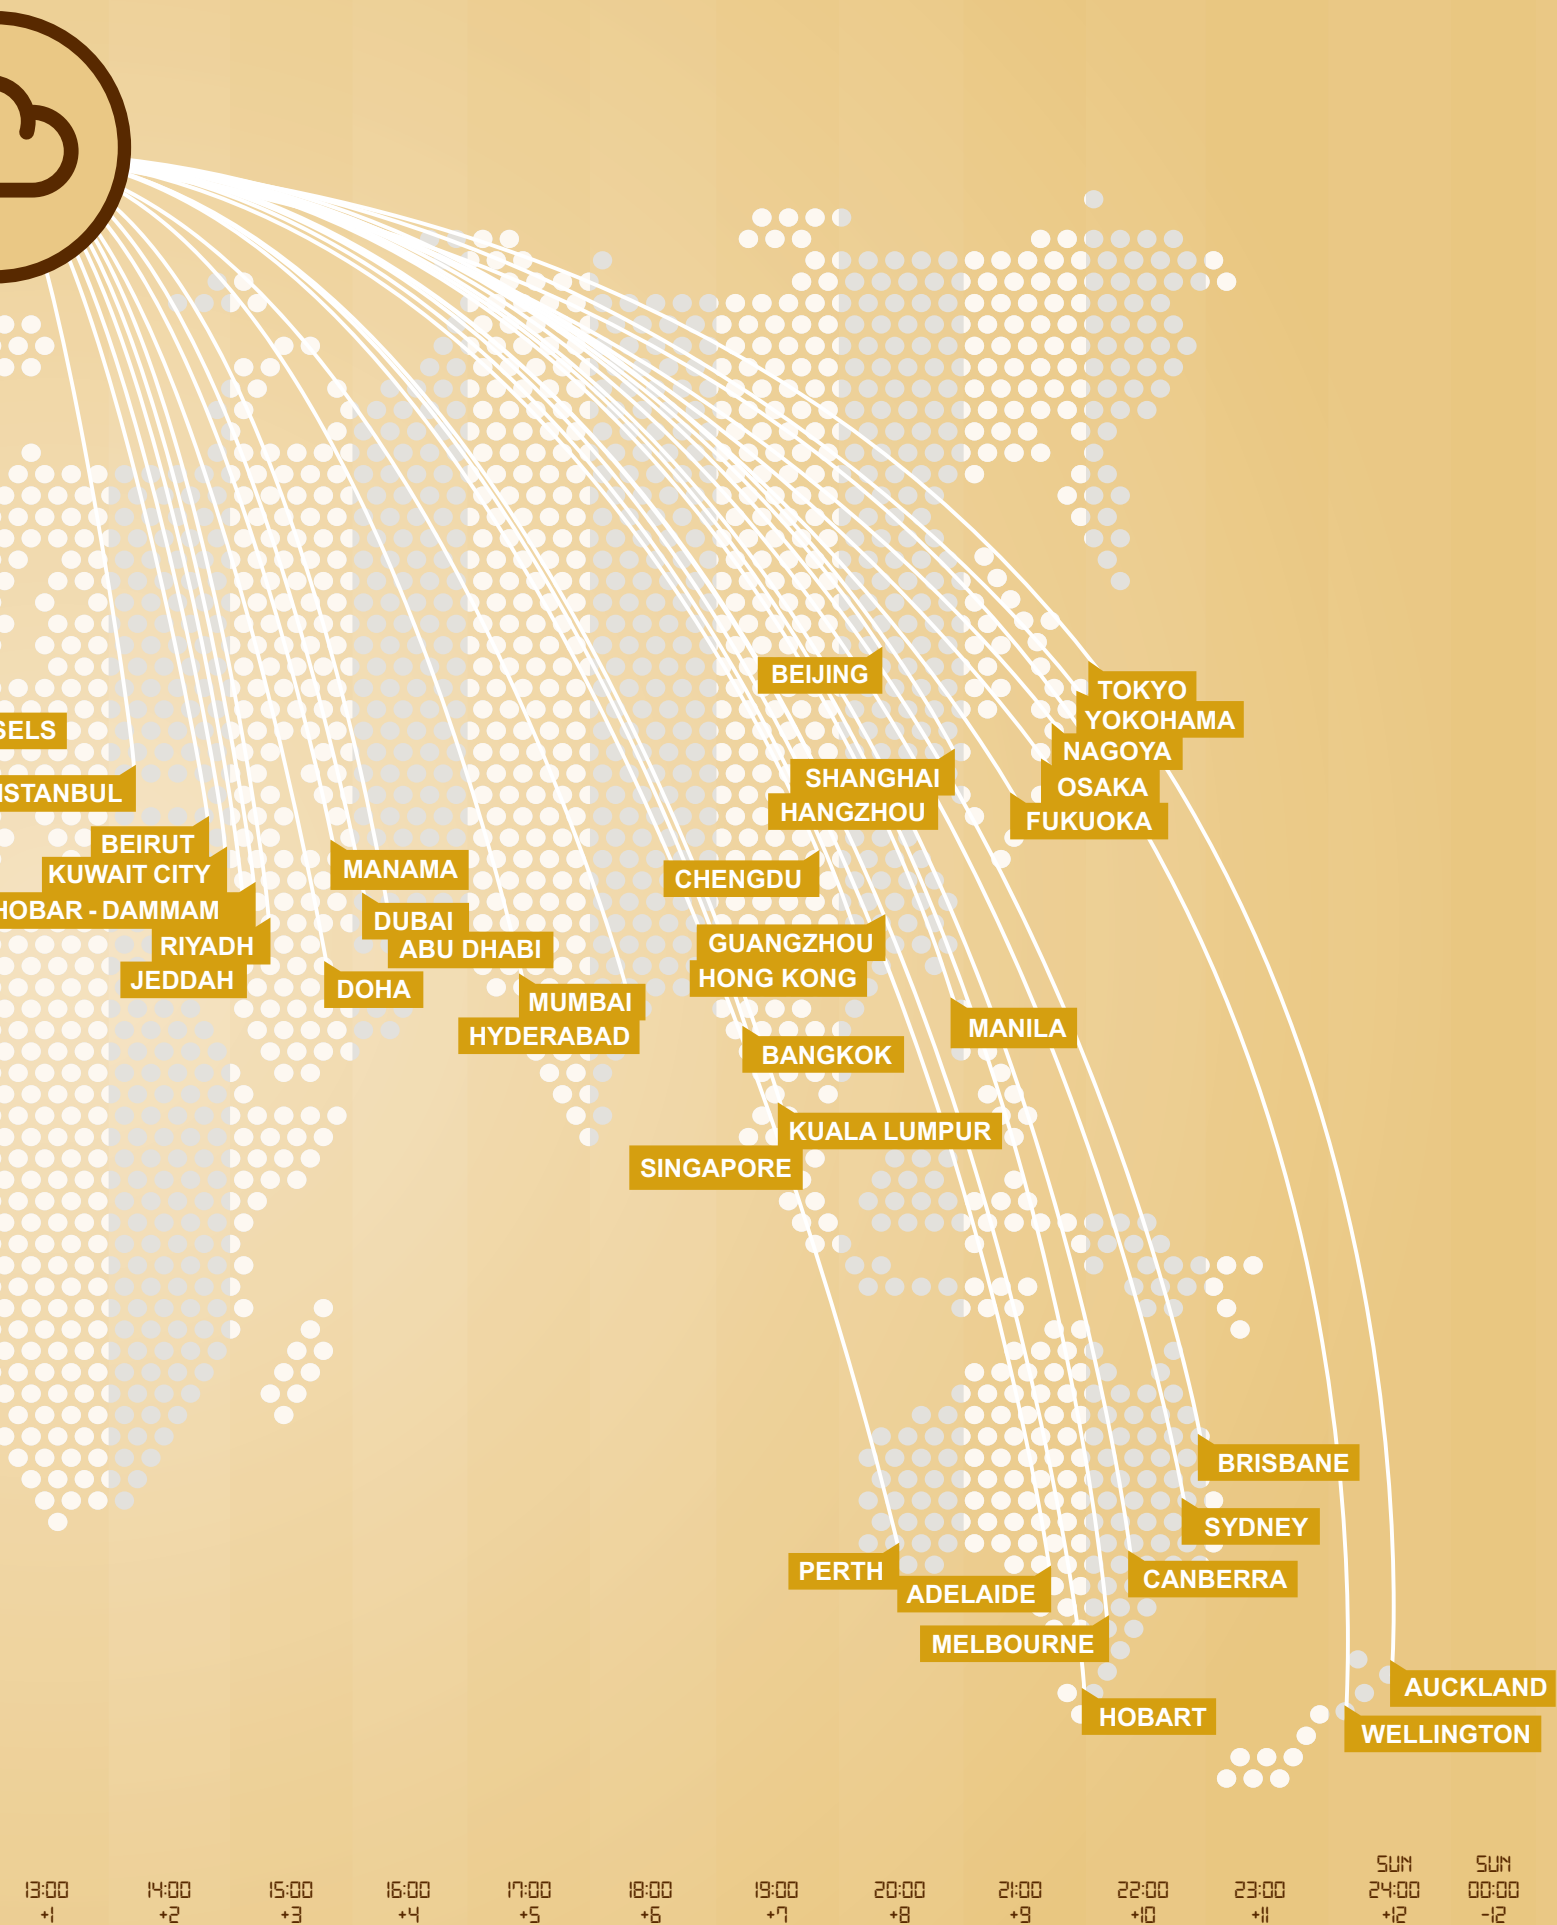 BEIJING
TOKYO
YOKOHAMA
SELS
NAGOYA
SHANGHAI
OSAKA
ISTANBUL
HANGZHOU
FUKUOKA
BEIRUT
MANAMA
KUWAIT CITY
CHENGDU
HOBAR - DAMMAM
DUBAI
RIYADH
ABU DHABI
GUANGZHOU
JEDDAH
DOHA
HONG KONG
MUMBAI
HYDERABAD
MANILA
BANGKOK
KUALA LUMPUR
SINGAPORE
BRISBANE
SYDNEY
PERTH
CANBERRA
ADELAIDE
MELBOURNE
AUCKLAND
HOBART
WELLINGTON
SUN SUN
13:00 14:00 15:00 16:00 17:00 18:00 19:00 20:00 21:00 22:00 23:00 24:00 00:00
+1 +2 +3 +4 +5 +6 +7 +8 +9 +10 +11 +12 -12